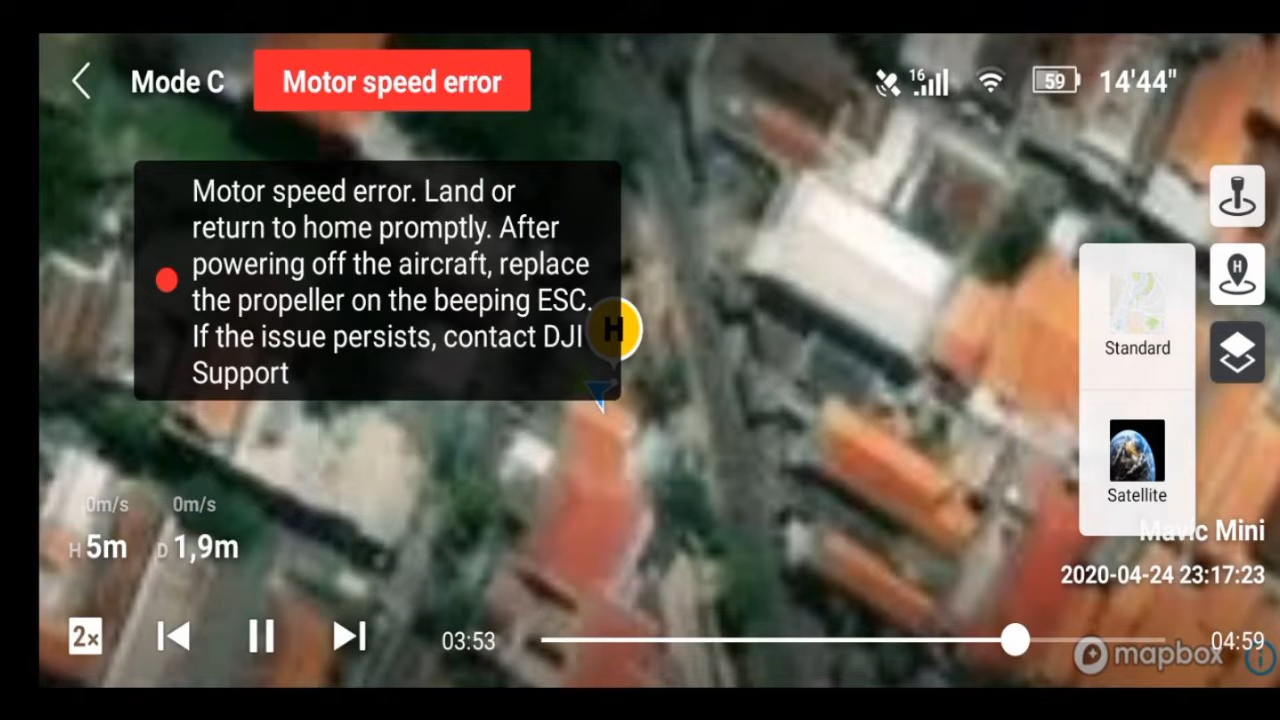 Mode C
Motor speed error
16
59
14'44"
Motor speed error. Land or
return to home promptly. After
powering off the aircraft, replace
the propeller on the beeping ESC.
If the issue persists, contact DJI
Support
H
H
Standard
Satellite
0m/s 0m/s
H 5m D 1,9m
Mavic Mini
2020-04-24 23:17:23
2x
03:53
04:59
mapbox
i